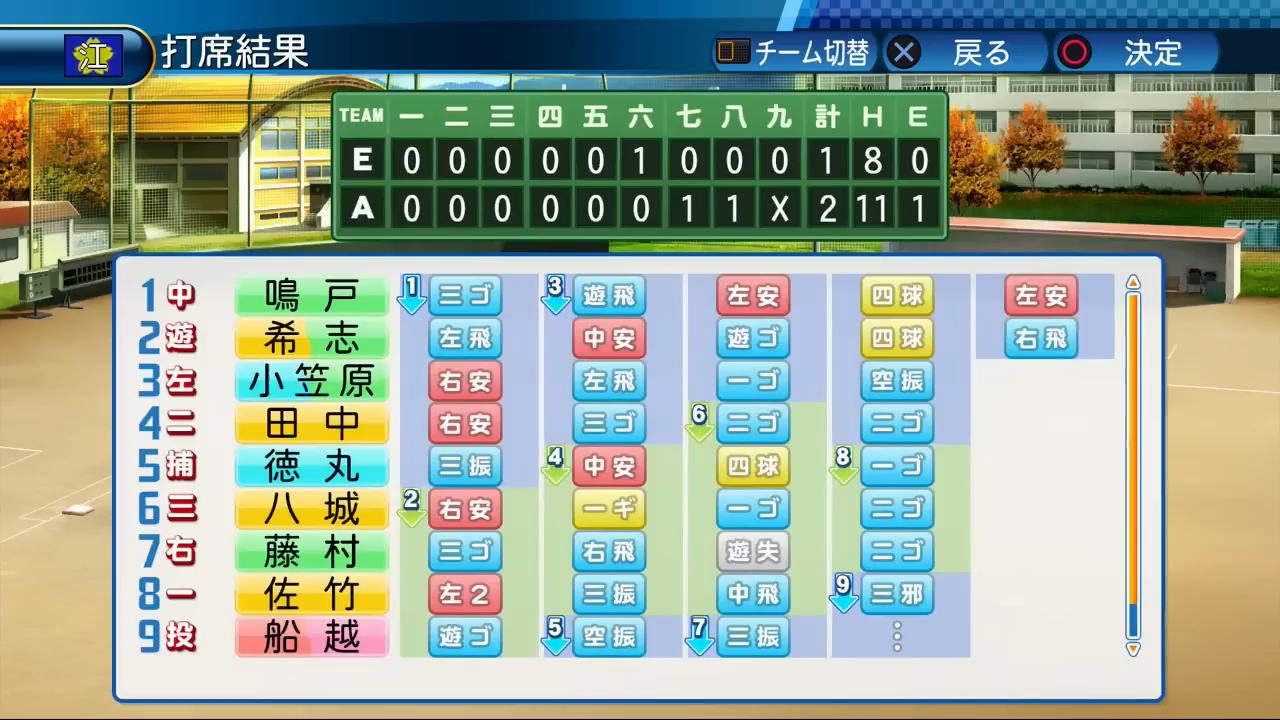 江 打席結果 チーム切替 戻る 決定
TEAM 一 二 三 四 五 六 七 八 九 計 H E
E 0 0 0 0 0 1 0 0 0 1 8 0
A 0 0 0 0 0 0 1 1 X 2 11 1
1 中 鳴戸 1 三ゴ 3 遊飛 左安 四球 左安
2 遊 希志 左飛 中安 遊ゴ 四球 右飛
3 左 小笠原 右安 左飛 一ゴ 空振
4 二 田中 右安 三ゴ 6 二ゴ 二ゴ
5 捕 徳丸 三振 4 中安 四球 8 一ゴ
6 三 八城 2 右安 一ギ 一ゴ 二ゴ
7 右 藤村 三ゴ 右飛 遊失 二ゴ
8 一 佐竹 左2 三振 中飛 9 三邪
9 投 船越 遊ゴ 5 空振 7 三振